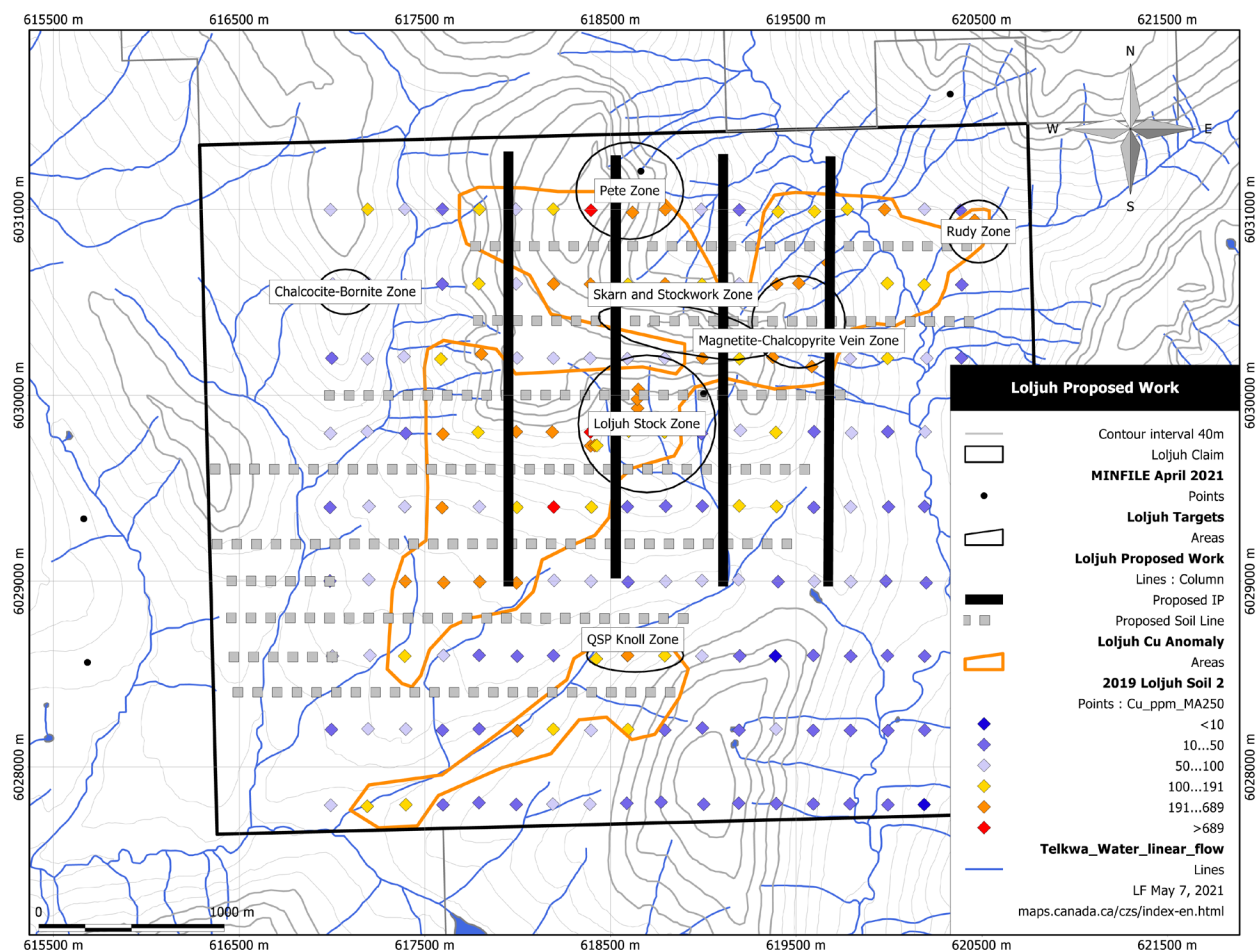 615500 m
616500 m
617500 m
618500 m
619500 m
620500 m
621500 m
N
W
E
S
6031000 m
6031000 m
Pete Zone
Rudy Zone
Chalcocite-Bornite Zone
Skarn and Stockwork Zone
Magnetite-Chalcopyrite Vein Zone
6030000 m
6030000 m
Loljuh Stock Zone
6029000 m
6029000 m
QSP Knoll Zone
6028000 m
6028000 m
Loljuh Proposed Work
Contour interval 40m
Loljuh Claim
MINFILE April 2021
Points
Loljuh Targets
Areas
Loljuh Proposed Work
Lines : Column
Proposed IP
Proposed Soil Line
Loljuh Cu Anomaly
Areas
2019 Loljuh Soil 2
Points : Cu_ppm_MA250
<10
10...50
50...100
100...191
191...689
>689
Telkwa_Water_linear_flow
Lines
LF May 7, 2021
maps.canada.ca/czs/index-en.html
0
1000 m
615500 m
616500 m
617500 m
618500 m
619500 m
620500 m
621500 m